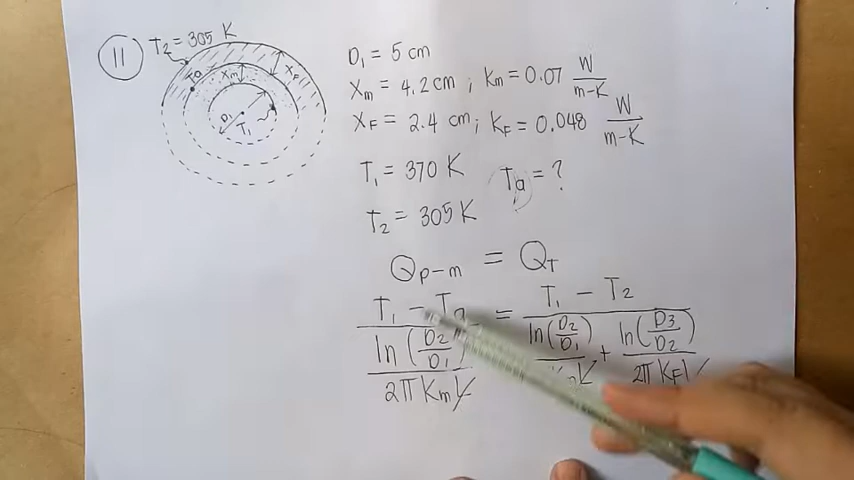 11
T2 = 305 K
Ta
Xm
XF
D1
T1
D1 = 5 cm
Xm = 4.2 cm ; Km = 0.07 W/m-K
XF = 2.4 cm; KF = 0.048 W/m-K
T1 = 370 K Ta = ?
T2 = 305 K
QP-m = QT
T1 - Ta = T1 - T2
ln (D2/D1) ln (D2/D1) + ln (D3/D2)
2π Km L 2π KF L